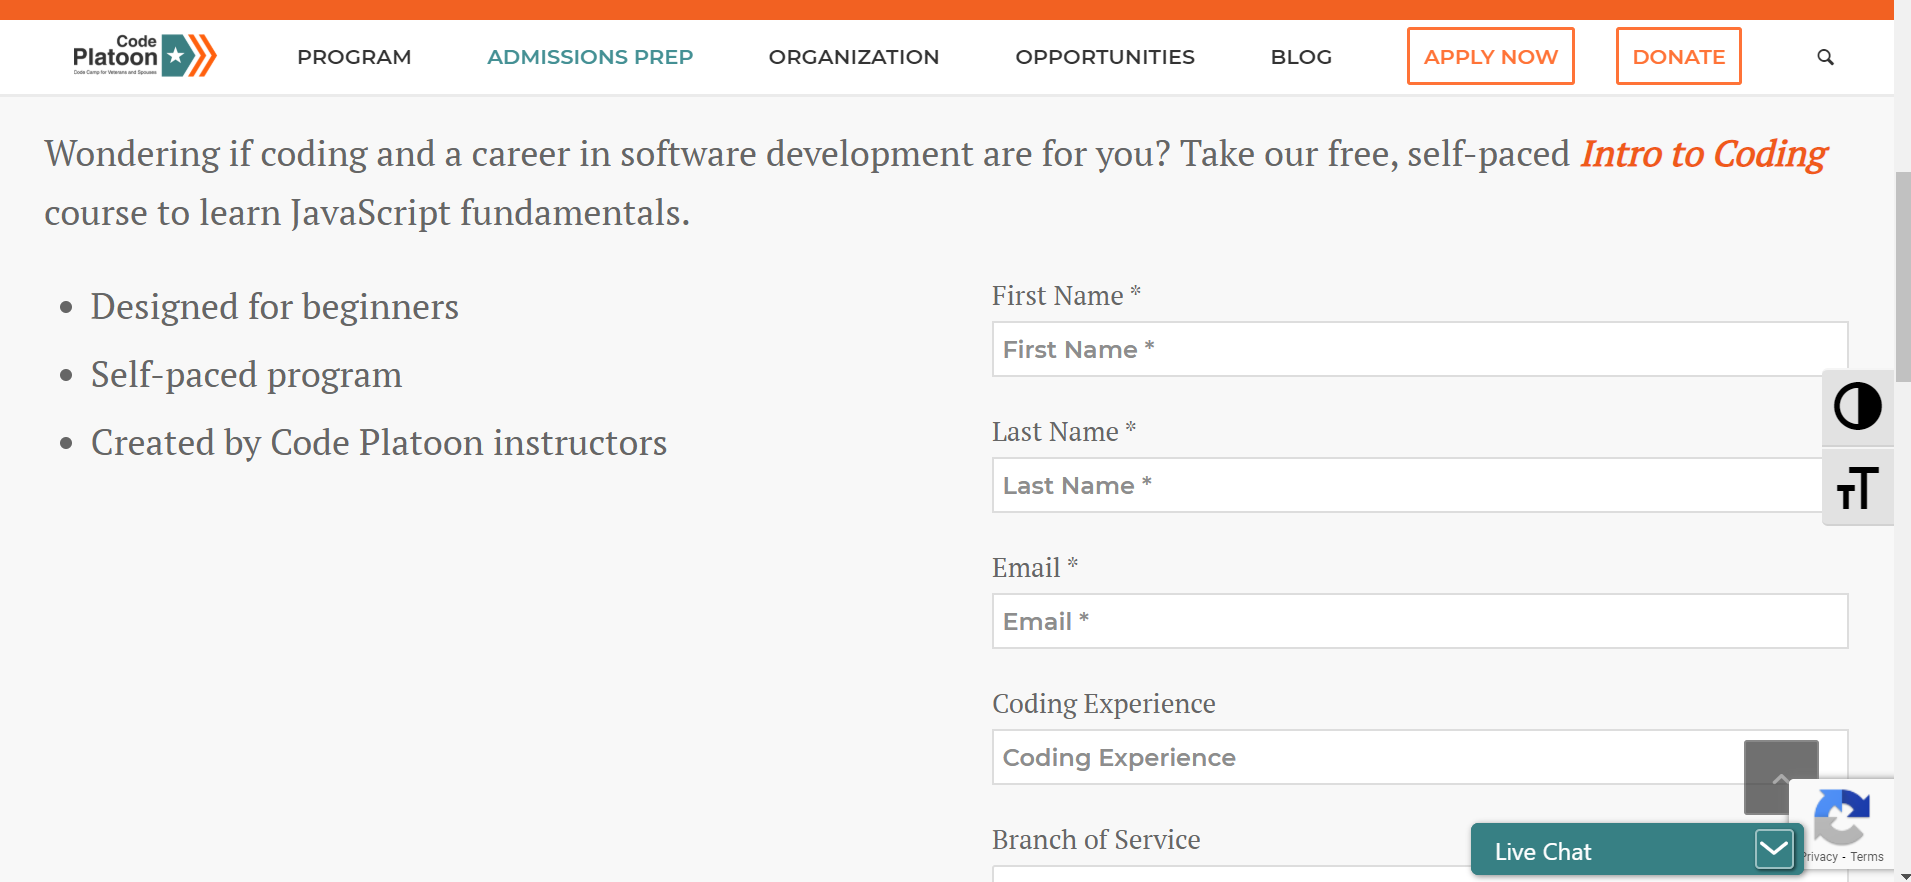 Code
Platoon
Code Camp for Veterans and Spouses
PROGRAM
ADMISSIONS PREP
ORGANIZATION
OPPORTUNITIES
BLOG
APPLY NOW
DONATE
Wondering if coding and a career in software development are for you? Take our free, self-paced Intro to Coding
course to learn JavaScript fundamentals.
• Designed for beginners
• Self-paced program
• Created by Code Platoon instructors
First Name *
First Name *
Last Name *
Last Name *
Email *
Email *
Coding Experience
Coding Experience
Branch of Service
Live Chat
Privacy - Terms